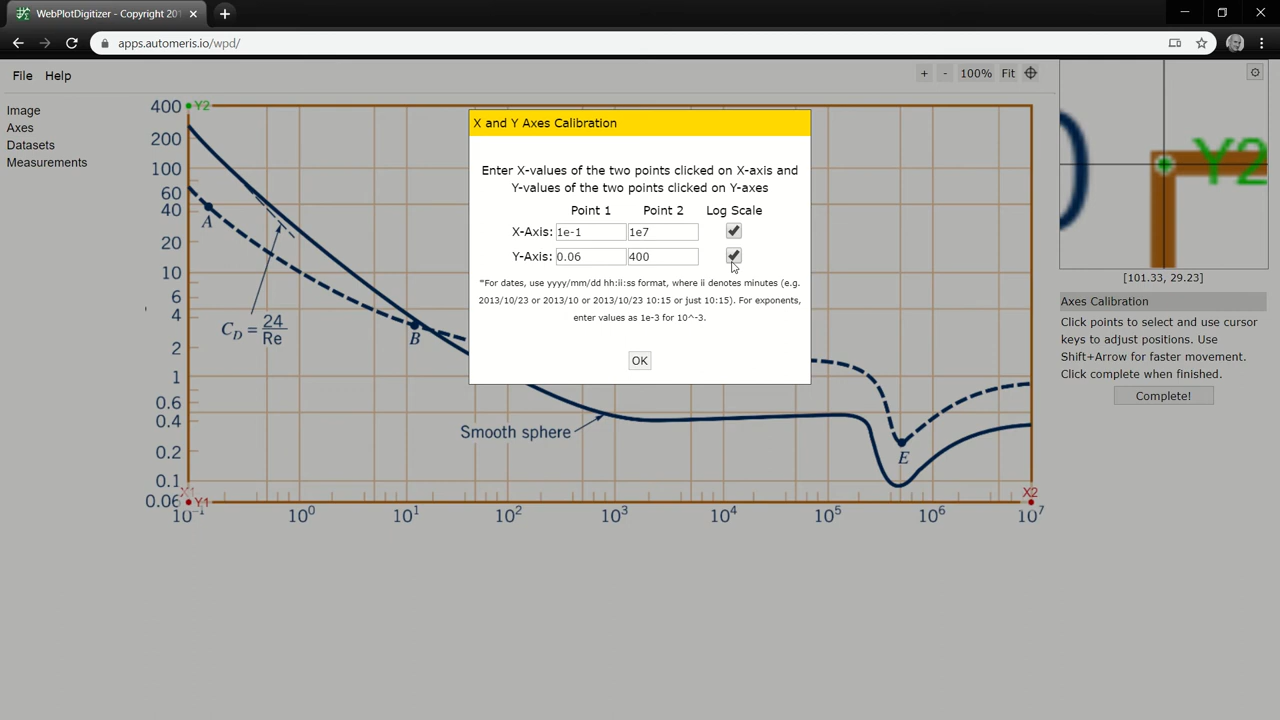 WebPlotDigitizer - Copyright 201
apps.automeris.io/wpd/
File Help
+ - 100% Fit
Image
Axes
Datasets
Measurements
400
200
100
60
40
20
10
6
4
2
1
0.6
0.4
0.2
0.1
0.06
Y2
A
C_D = 24/Re
B
Smooth sphere
E
X1
Y1
X2
10^-1 10^0 10^1 10^2 10^3 10^4 10^5 10^6 10^7
X and Y Axes Calibration
Enter X-values of the two points clicked on X-axis and
Y-values of the two points clicked on Y-axes
Point 1 Point 2 Log Scale
X-Axis: 1e-1 1e7
Y-Axis: 0.06 400
*For dates, use yyyy/mm/dd hh:ii:ss format, where ii denotes minutes (e.g.
2013/10/23 or 2013/10 or 2013/10/23 10:15 or just 10:15). For exponents,
enter values as 1e-3 for 10^-3.
OK
Y2
[101.33, 29.23]
Axes Calibration
Click points to select and use cursor
keys to adjust positions. Use
Shift+Arrow for faster movement.
Click complete when finished.
Complete!